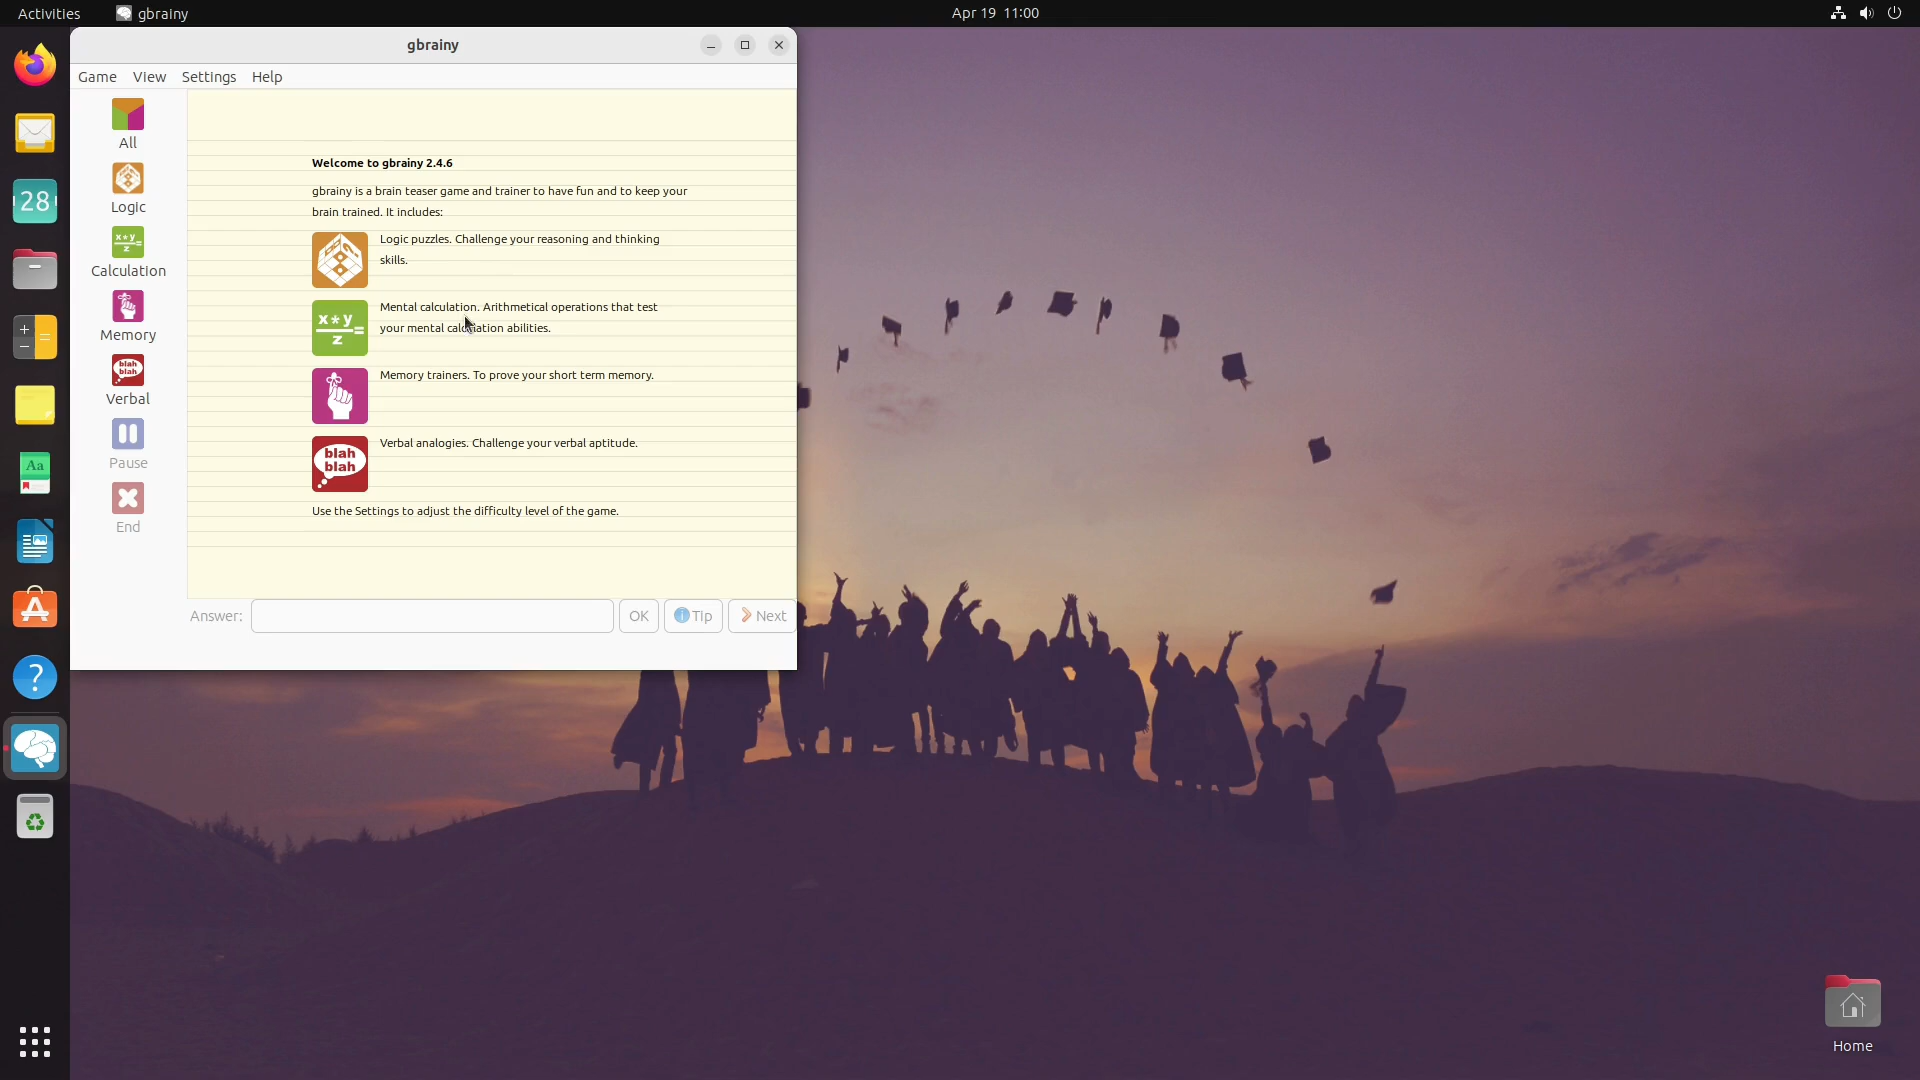 Activities
gbrainy
Apr 19 11:00
gbrainy
Game View Settings Help
All
Logic
x*y
z
=
Calculation
Memory
blah
blah
Verbal
Pause
End
Welcome to gbrainy 2.4.6
gbrainy is a brain teaser game and trainer to have fun and to keep your
brain trained. It includes:
Logic puzzles. Challenge your reasoning and thinking
skills.
x*y
z
=
Mental calculation. Arithmetical operations that test
your mental calculation abilities.
Memory trainers. To prove your short term memory.
blah
blah
Verbal analogies. Challenge your verbal aptitude.
Use the Settings to adjust the difficulty level of the game.
Answer: OK Tip Next
28
Aa
?
Home